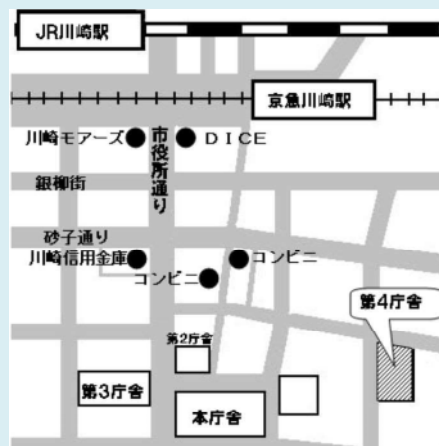 JR川崎駅
京急川崎駅
川崎モアーズ
DICE
市役所通り
銀柳街
砂子通り
川崎信用金庫
コンビニ
コンビニ
第4庁舎
第2庁舎
第3庁舎
本庁舎